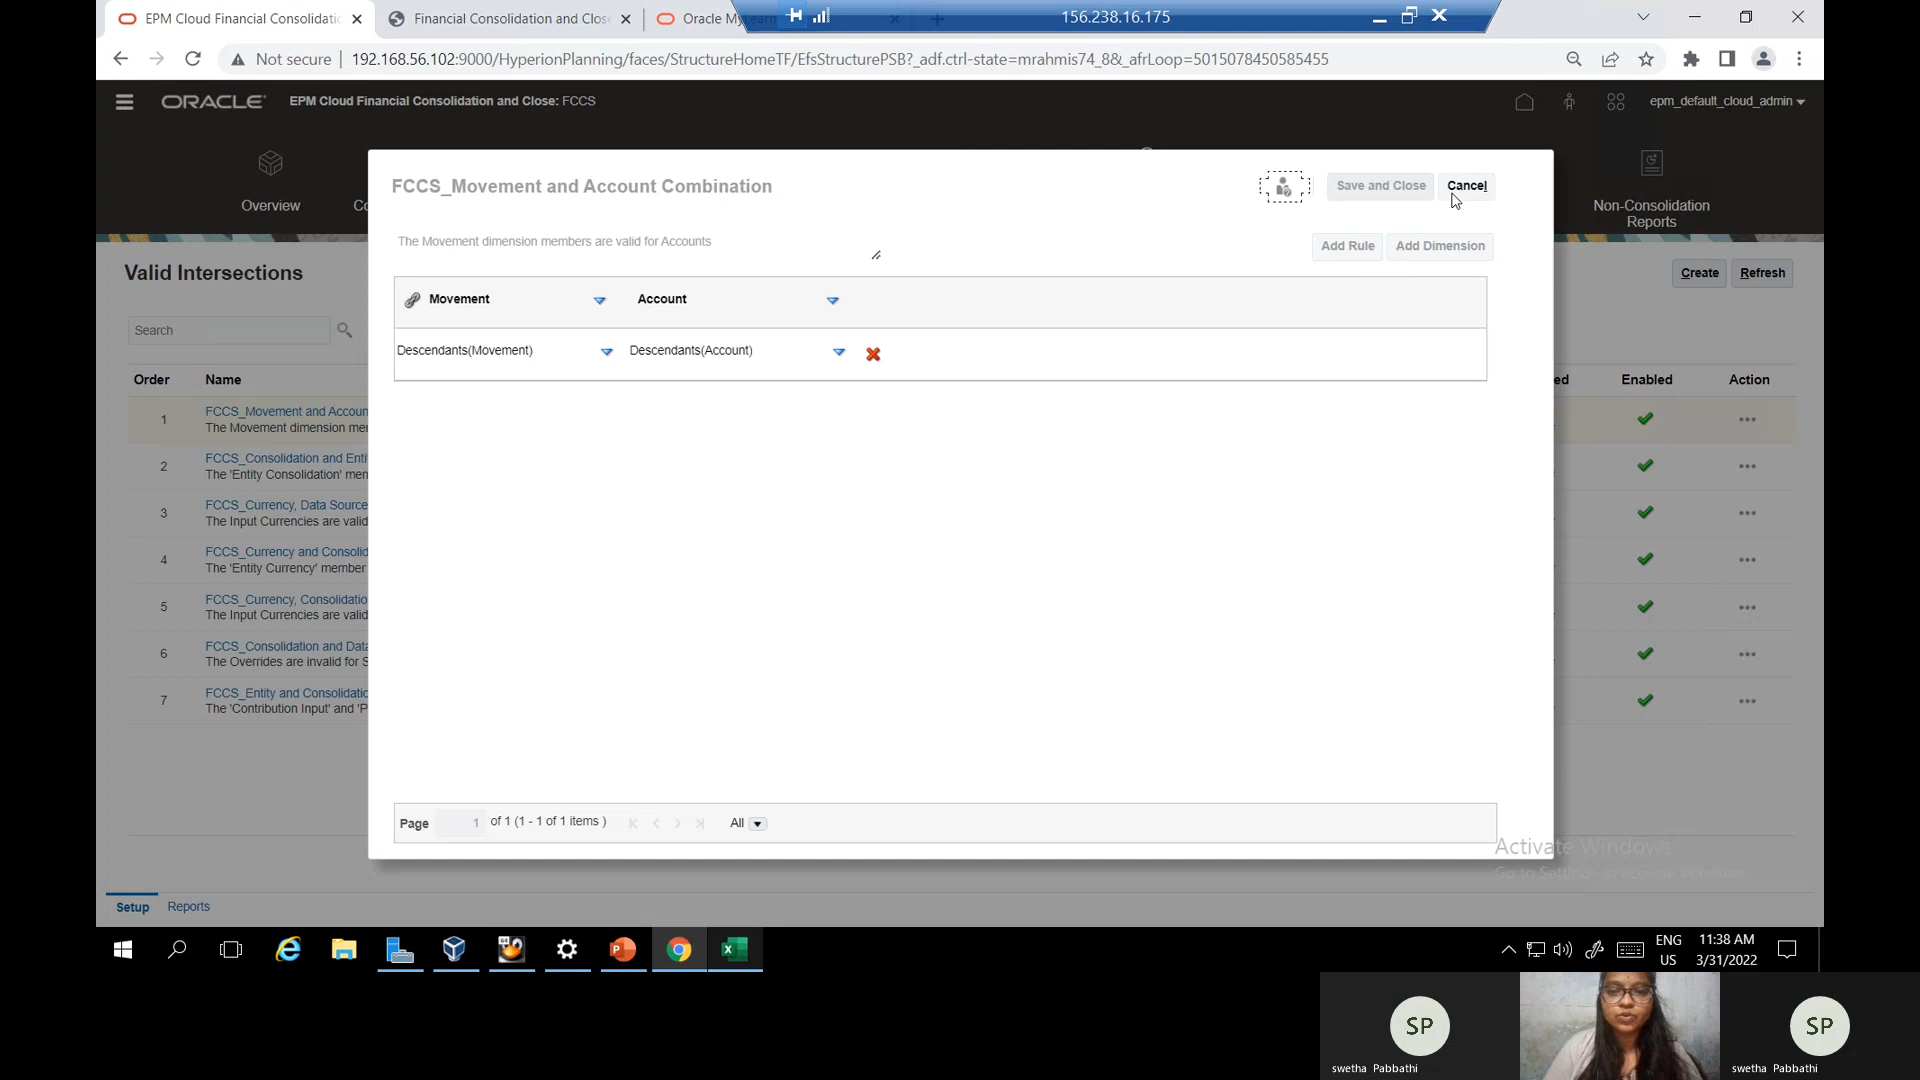 EPM Cloud Financial Consolidatio
Financial Consolidation and Close
Oracle MyLearn
156.238.16.175
Not secure
192.168.56.102:9000/HyperionPlanning/faces/StructureHomeTF/EfsStructurePSB?_adf.ctrl-state=mrahmis74_8&_afrLoop=5015078450585455
ORACLE
EPM Cloud Financial Consolidation and Close: FCCS
epm_default_cloud_admin
Overview
Co
Non-Consolidation
Reports
FCCS_Movement and Account Combination
Save and Close
Cancel
The Movement dimension members are valid for Accounts
Add Rule
Add Dimension
Movement
Account
Descendants(Movement)
Descendants(Account)
Page 1 of 1 (1 - 1 of 1 items )
All
Valid Intersections
Create
Refresh
Search
Order
Name
ed
Enabled
Action
1
FCCS_Movement and Accoun
The Movement dimension mer
2
FCCS_Consolidation and Enti
The 'Entity Consolidation' mem
3
FCCS_Currency, Data Source
The Input Currencies are valid
4
FCCS_Currency and Consolid
The 'Entity Currency' member
5
FCCS_Currency, Consolidatio
The Input Currencies are valid
6
FCCS_Consolidation and Data
The Overrides are invalid for S
7
FCCS_Entity and Consolidatio
The 'Contribution Input' and 'P
Activate Windows
Go to Settings to activate Windows.
Setup
Reports
ENG
US
11:38 AM
3/31/2022
SP
swetha Pabbathi
SP
swetha Pabbathi